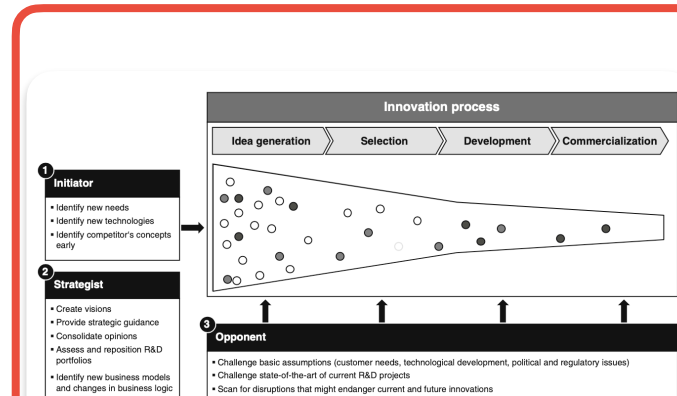 Innovation process
Idea generation
Selection
Development
Commercialization
1
Initiator
▪ Identify new needs
▪ Identify new technologies
▪ Identify competitor's concepts
early
2
Strategist
▪ Create visions
▪ Provide strategic guidance
▪ Consolidate opinions
▪ Assess and reposition R&D
portfolios
▪ Identify new business models
and changes in business logic
3
Opponent
▪ Challenge basic assumptions (customer needs, technological development, political and regulatory issues)
▪ Challenge state-of-the-art of current R&D projects
▪ Scan for disruptions that might endanger current and future innovations